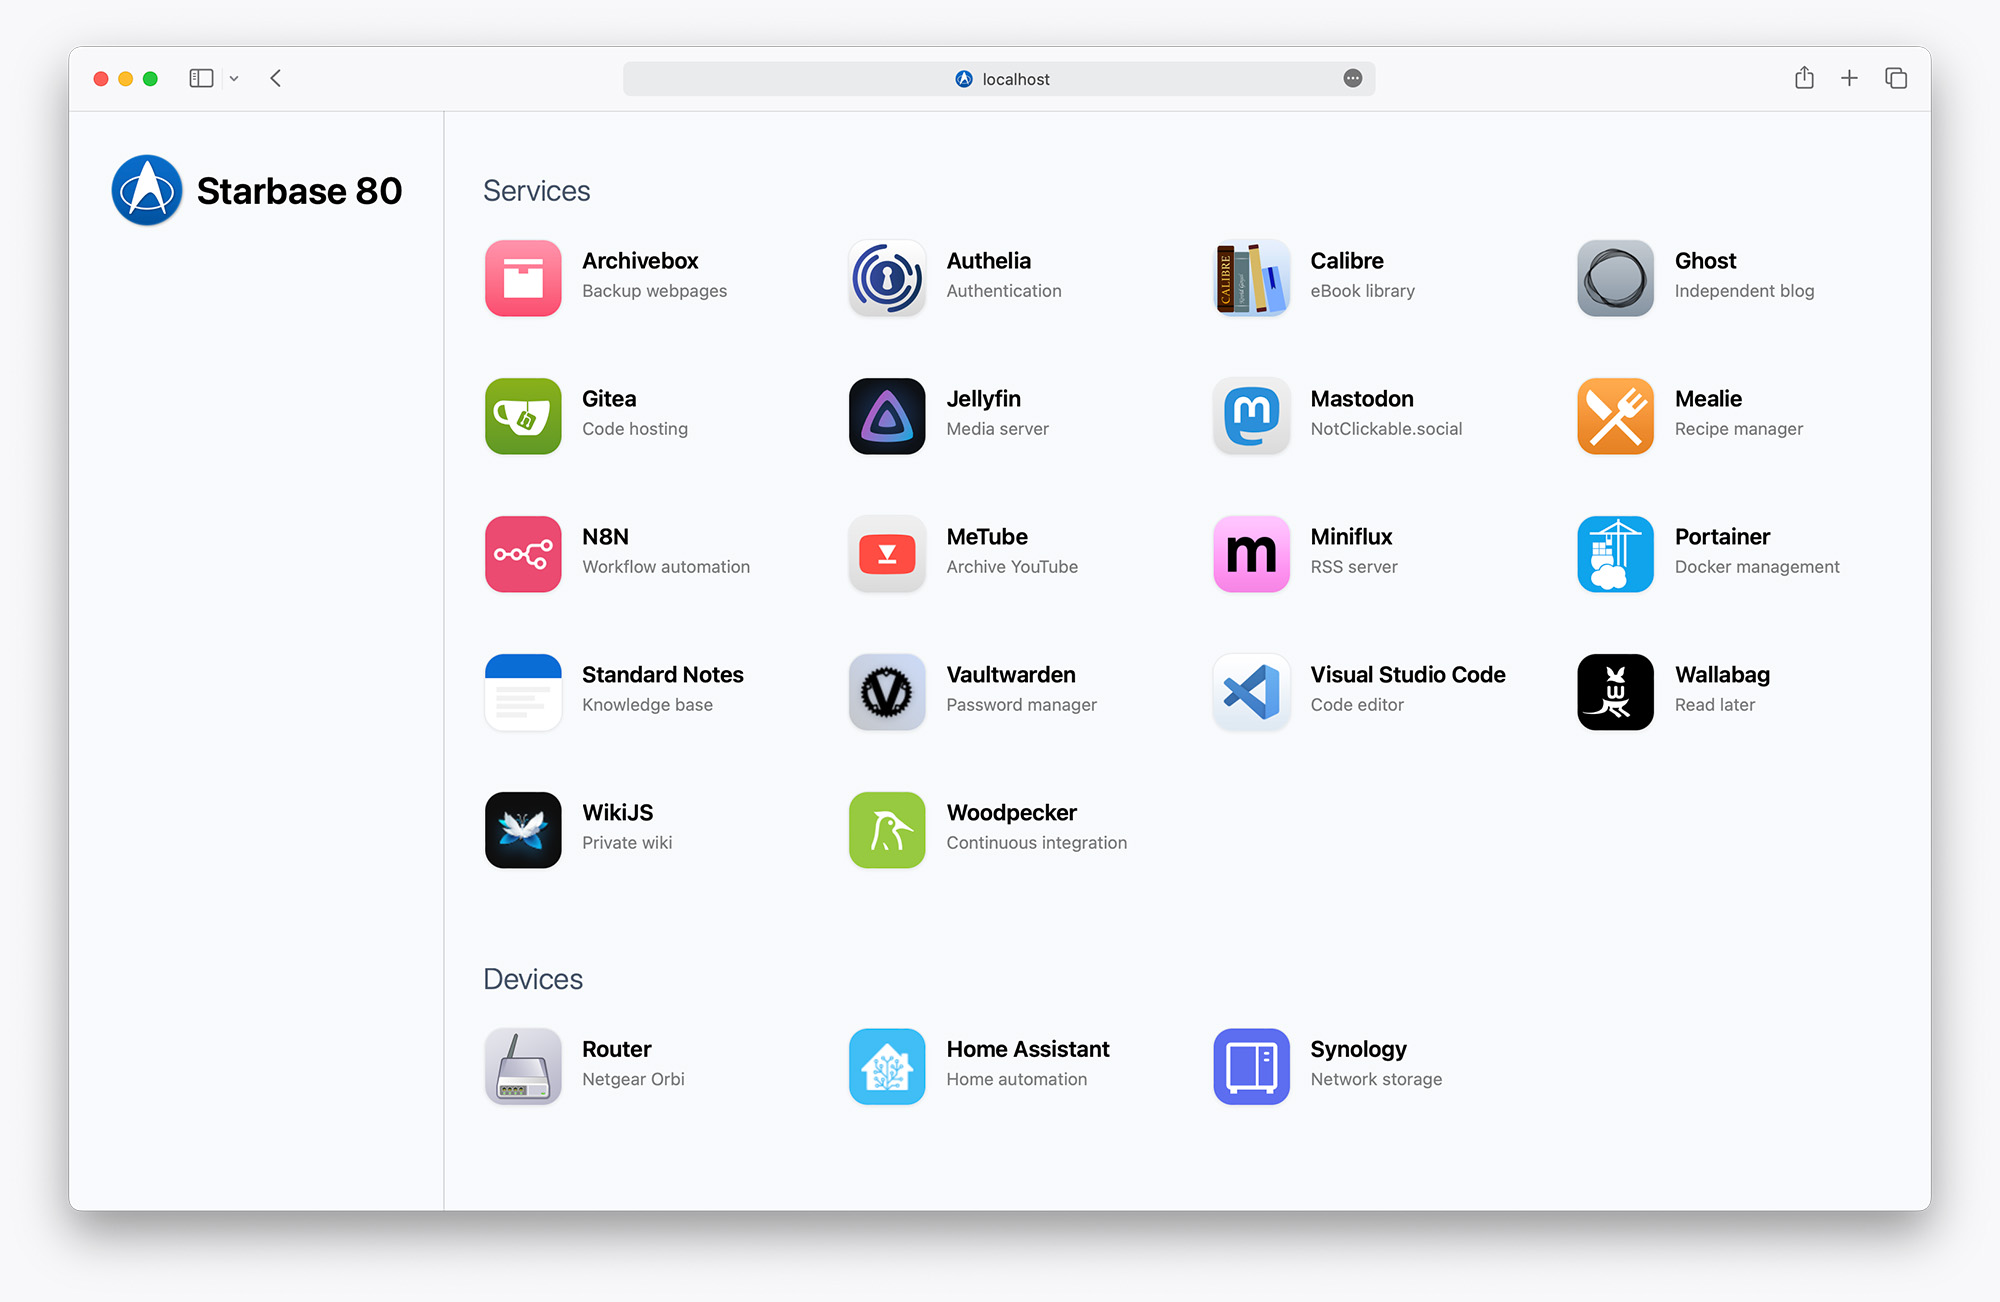 localhost
Starbase 80
Services
Archivebox
Backup webpages
Authelia
Authentication
CALIBRE
Calibre
eBook library
Ghost
Independent blog
Gitea
Code hosting
Jellyfin
Media server
m
Mastodon
NotClickable.social
Mealie
Recipe manager
N8N
Workflow automation
MeTube
Archive YouTube
m
Miniflux
RSS server
Portainer
Docker management
Standard Notes
Knowledge base
V
Vaultwarden
Password manager
Visual Studio Code
Code editor
Wallabag
Read later
WikiJS
Private wiki
Woodpecker
Continuous integration
Devices
Router
Netgear Orbi
Home Assistant
Home automation
Synology
Network storage